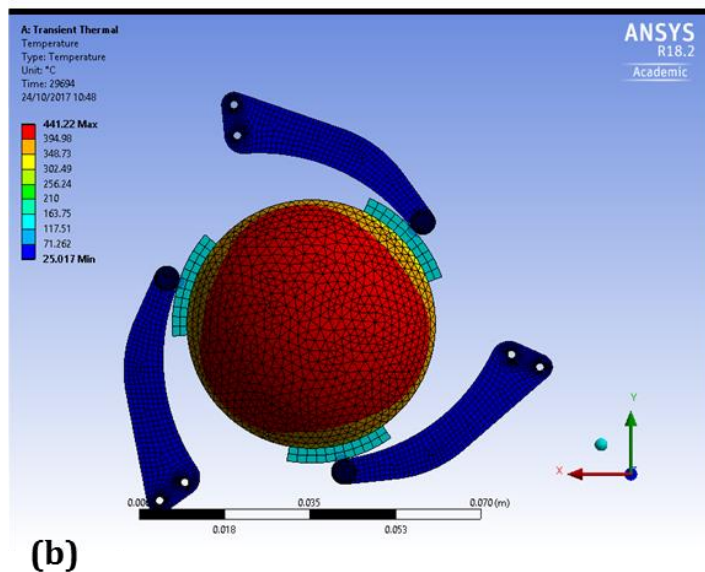 A: Transient Thermal
Temperature
Type: Temperature
Unit: °C
Time: 29694
24/10/2017 10:48
441.22 Max
394.98
348.73
302.49
256.24
210
163.75
117.51
71.262
25.017 Min
ANSYS
R18.2
Academic
Y
X
0.035
0.070 (m)
0.018
0.053
(b)